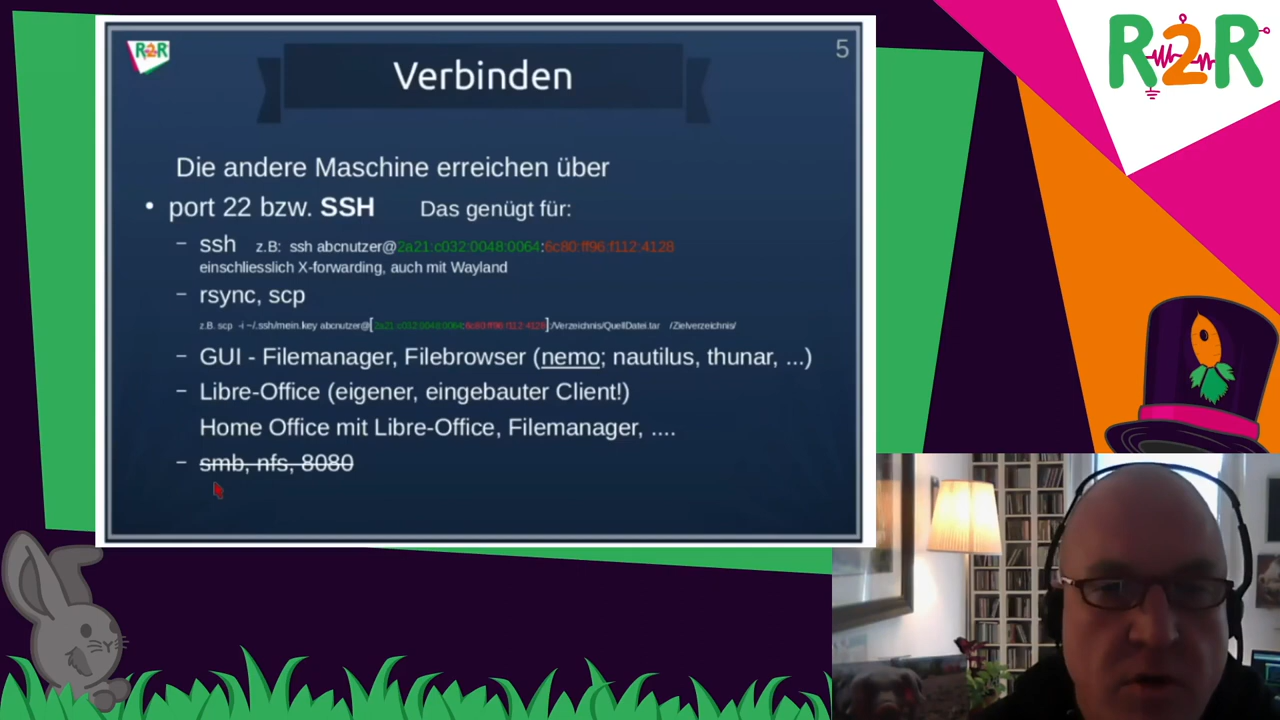 R2R
5
R2R
Verbinden
Die andere Maschine erreichen über
• port 22 bzw. SSH Das genügt für:
– ssh z.B: ssh abcnutzer@2a21:c032:0048:0064:6c80:ff96:f112:4128
einschliesslich X-forwarding, auch mit Wayland
– rsync, scp
z.B. scp -i ~/.ssh/mein.key abcnutzer@[2a21:c032:0048:0064:6c80:ff96:f112:4128]:/Verzeichnis/QuellDatei.tar /Zielverzeichnis/
– GUI - Filemanager, Filebrowser (nemo; nautilus, thunar, ...)
– Libre-Office (eigener, eingebauter Client!)
Home Office mit Libre-Office, Filemanager, ....
– smb, nfs, 8080